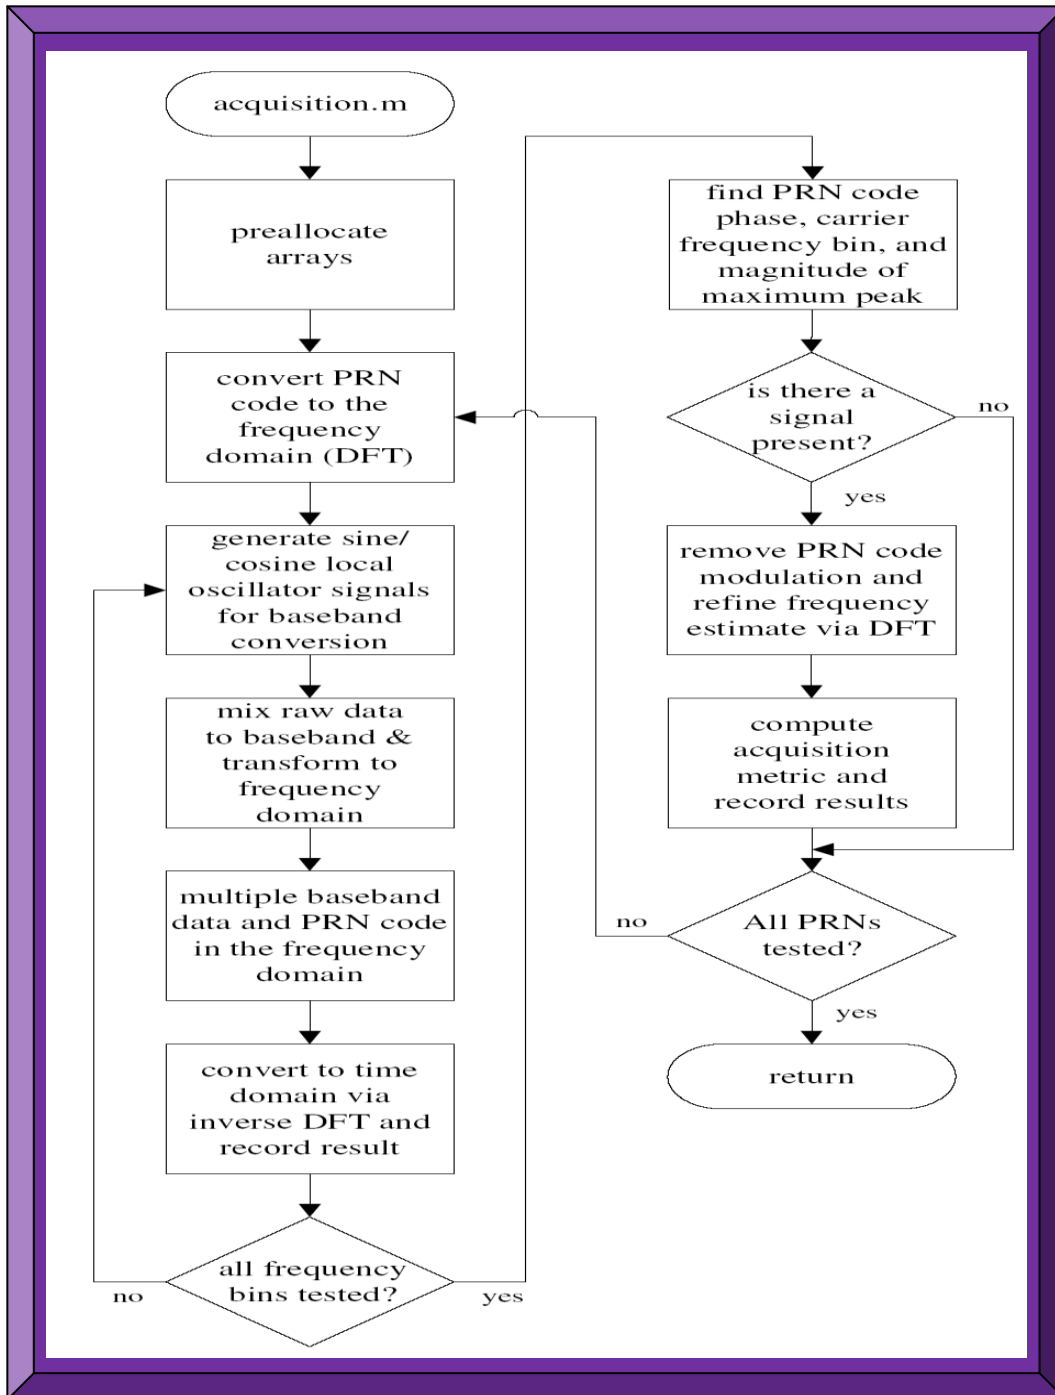 acquisition.m
preallocate
arrays
convert PRN
code to the
frequency
domain (DFT)
generate sine/
cosine local
oscillator signals
for baseband
conversion
mix raw data
to baseband &
transform to
frequency
domain
multiple baseband
data and PRN code
in the frequency
domain
convert to time
domain via
inverse DFT and
record result
all frequency
bins tested?
no
yes
find PRN code
phase, carrier
frequency bin, and
magnitude of
maximum peak
is there a
signal
present?
no
yes
remove PRN code
modulation and
refine frequency
estimate via DFT
compute
acquisition
metric and
record results
All PRNs
tested?
no
yes
return